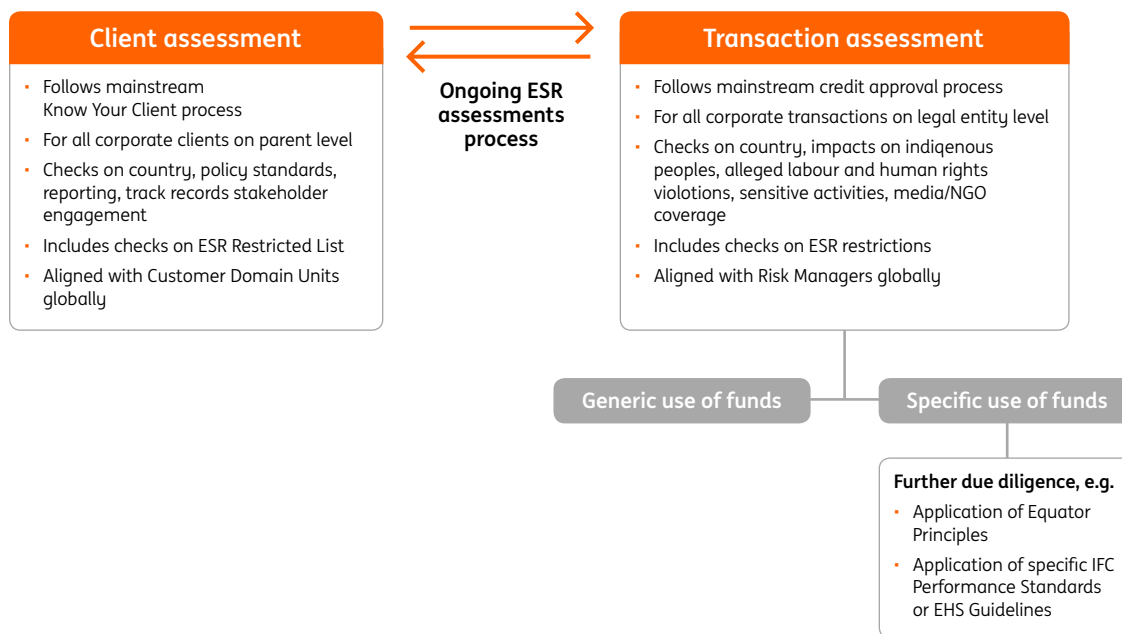 Client assessment
• Follows mainstream
Know Your Client process
• For all corporate clients on parent level
• Checks on country, policy standards,
reporting, track records stakeholder
engagement
• Includes checks on ESR Restricted List
• Aligned with Customer Domain Units
globally
Ongoing ESR
assessments
process
Transaction assessment
• Follows mainstream credit approval process
• For all corporate transactions on legal entity level
• Checks on country, impacts on indiqenous
peoples, alleged labour and human rights
violotions, sensitive activities, media/NGO
coverage
• Includes checks on ESR restrictions
• Aligned with Risk Managers globally
Generic use of funds
Specific use of funds
Further due diligence, e.g.
• Application of Equator
Principles
• Application of specific IFC
Performance Standards
or EHS Guidelines